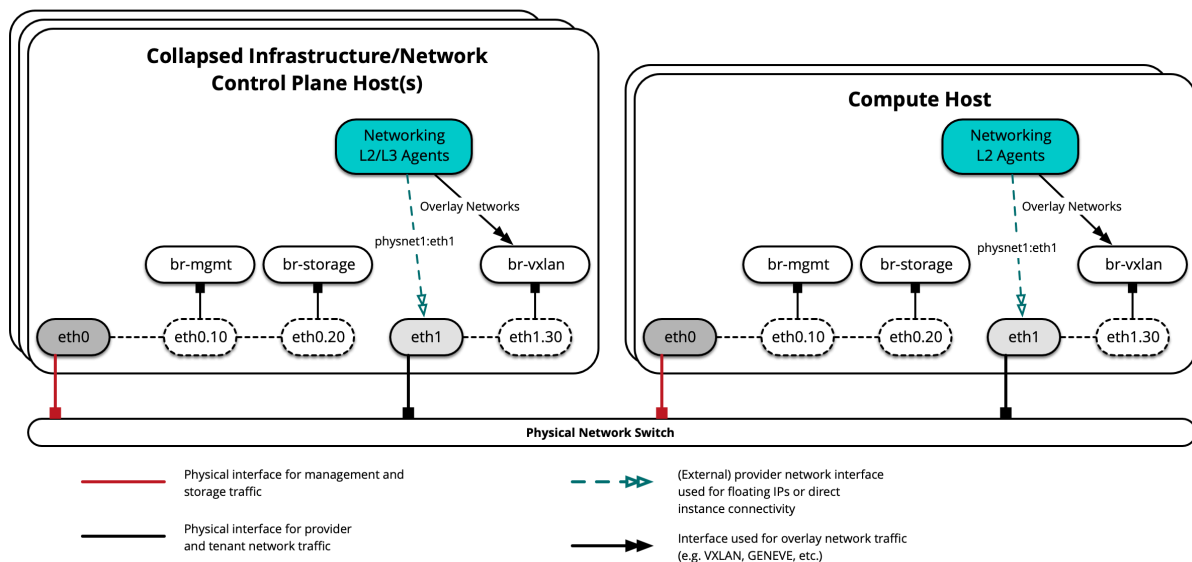 Collapsed Infrastructure/Network
Control Plane Host(s)
Networking
L2/L3 Agents
Overlay Networks
physnet1:eth1
br-mgmt
br-storage
br-vxlan
eth0
eth0.10
eth0.20
eth1
eth1.30
Compute Host
Networking
L2 Agents
Overlay Networks
physnet1:eth1
br-mgmt
br-storage
br-vxlan
eth0
eth0.10
eth0.20
eth1
eth1.30
Physical Network Switch
Physical interface for management and
storage traffic
Physical interface for provider
and tenant network traffic
(External) provider network interface
used for floating IPs or direct
instance connectivity
Interface used for overlay network traffic
(e.g. VXLAN, GENEVE, etc.)